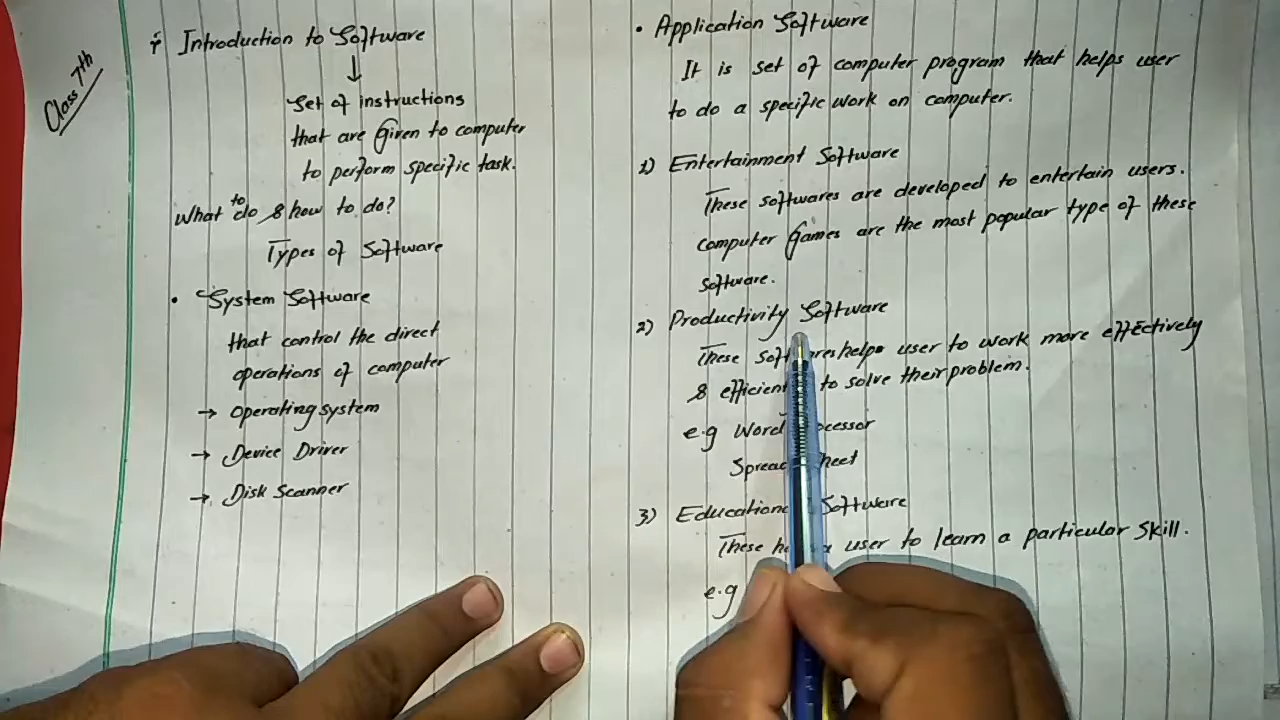 Class 7th
Introduction to Software
↓
Set of instructions
that are Given to computer
to perform specific task.
What to do & how to do?
Types of Software
• System Software
that control the direct
operations of computer
→ Operating system
→ Device Driver
→ Disk Scanner
• Application Software
It is set of computer program that helps user
to do a specific work on computer.
1) Entertainment Software
These softwares are developed to entertain users.
computer Games are the most popular type of these
software.
2) Productivity Software
These help user to work more effectively
& to solve their problem.
e.g
3) Software
These user to learn a particular skill.
e.g